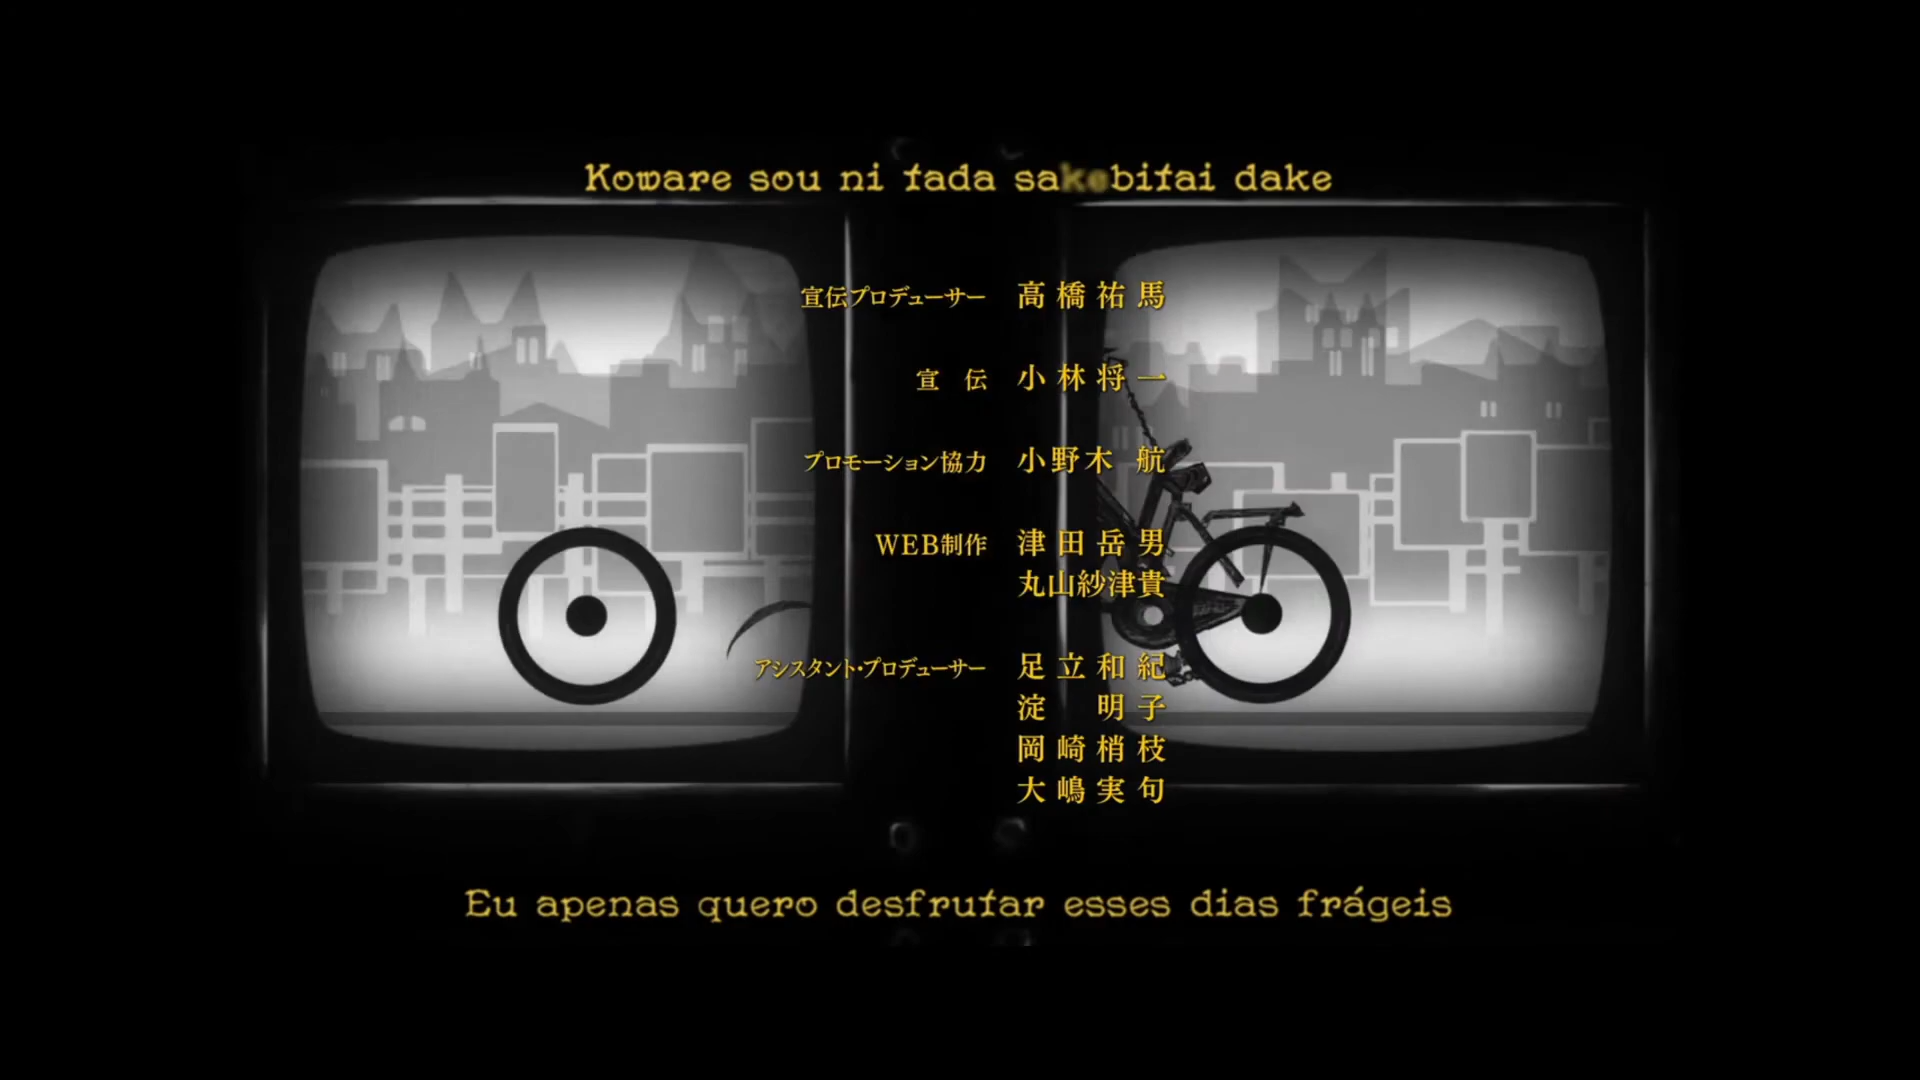 Koware sou ni tada sakebitai dake
宣伝プロデューサー 高橋祐馬
宣伝 小林将一
プロモーション協力 小野木 航
WEB制作 津田岳男
丸山紗津貴
アシスタント・プロデューサー 足立和紀
淀 明子
岡崎梢枝
大嶋実句
Eu apenas quero desfrutar esses dias frágeis